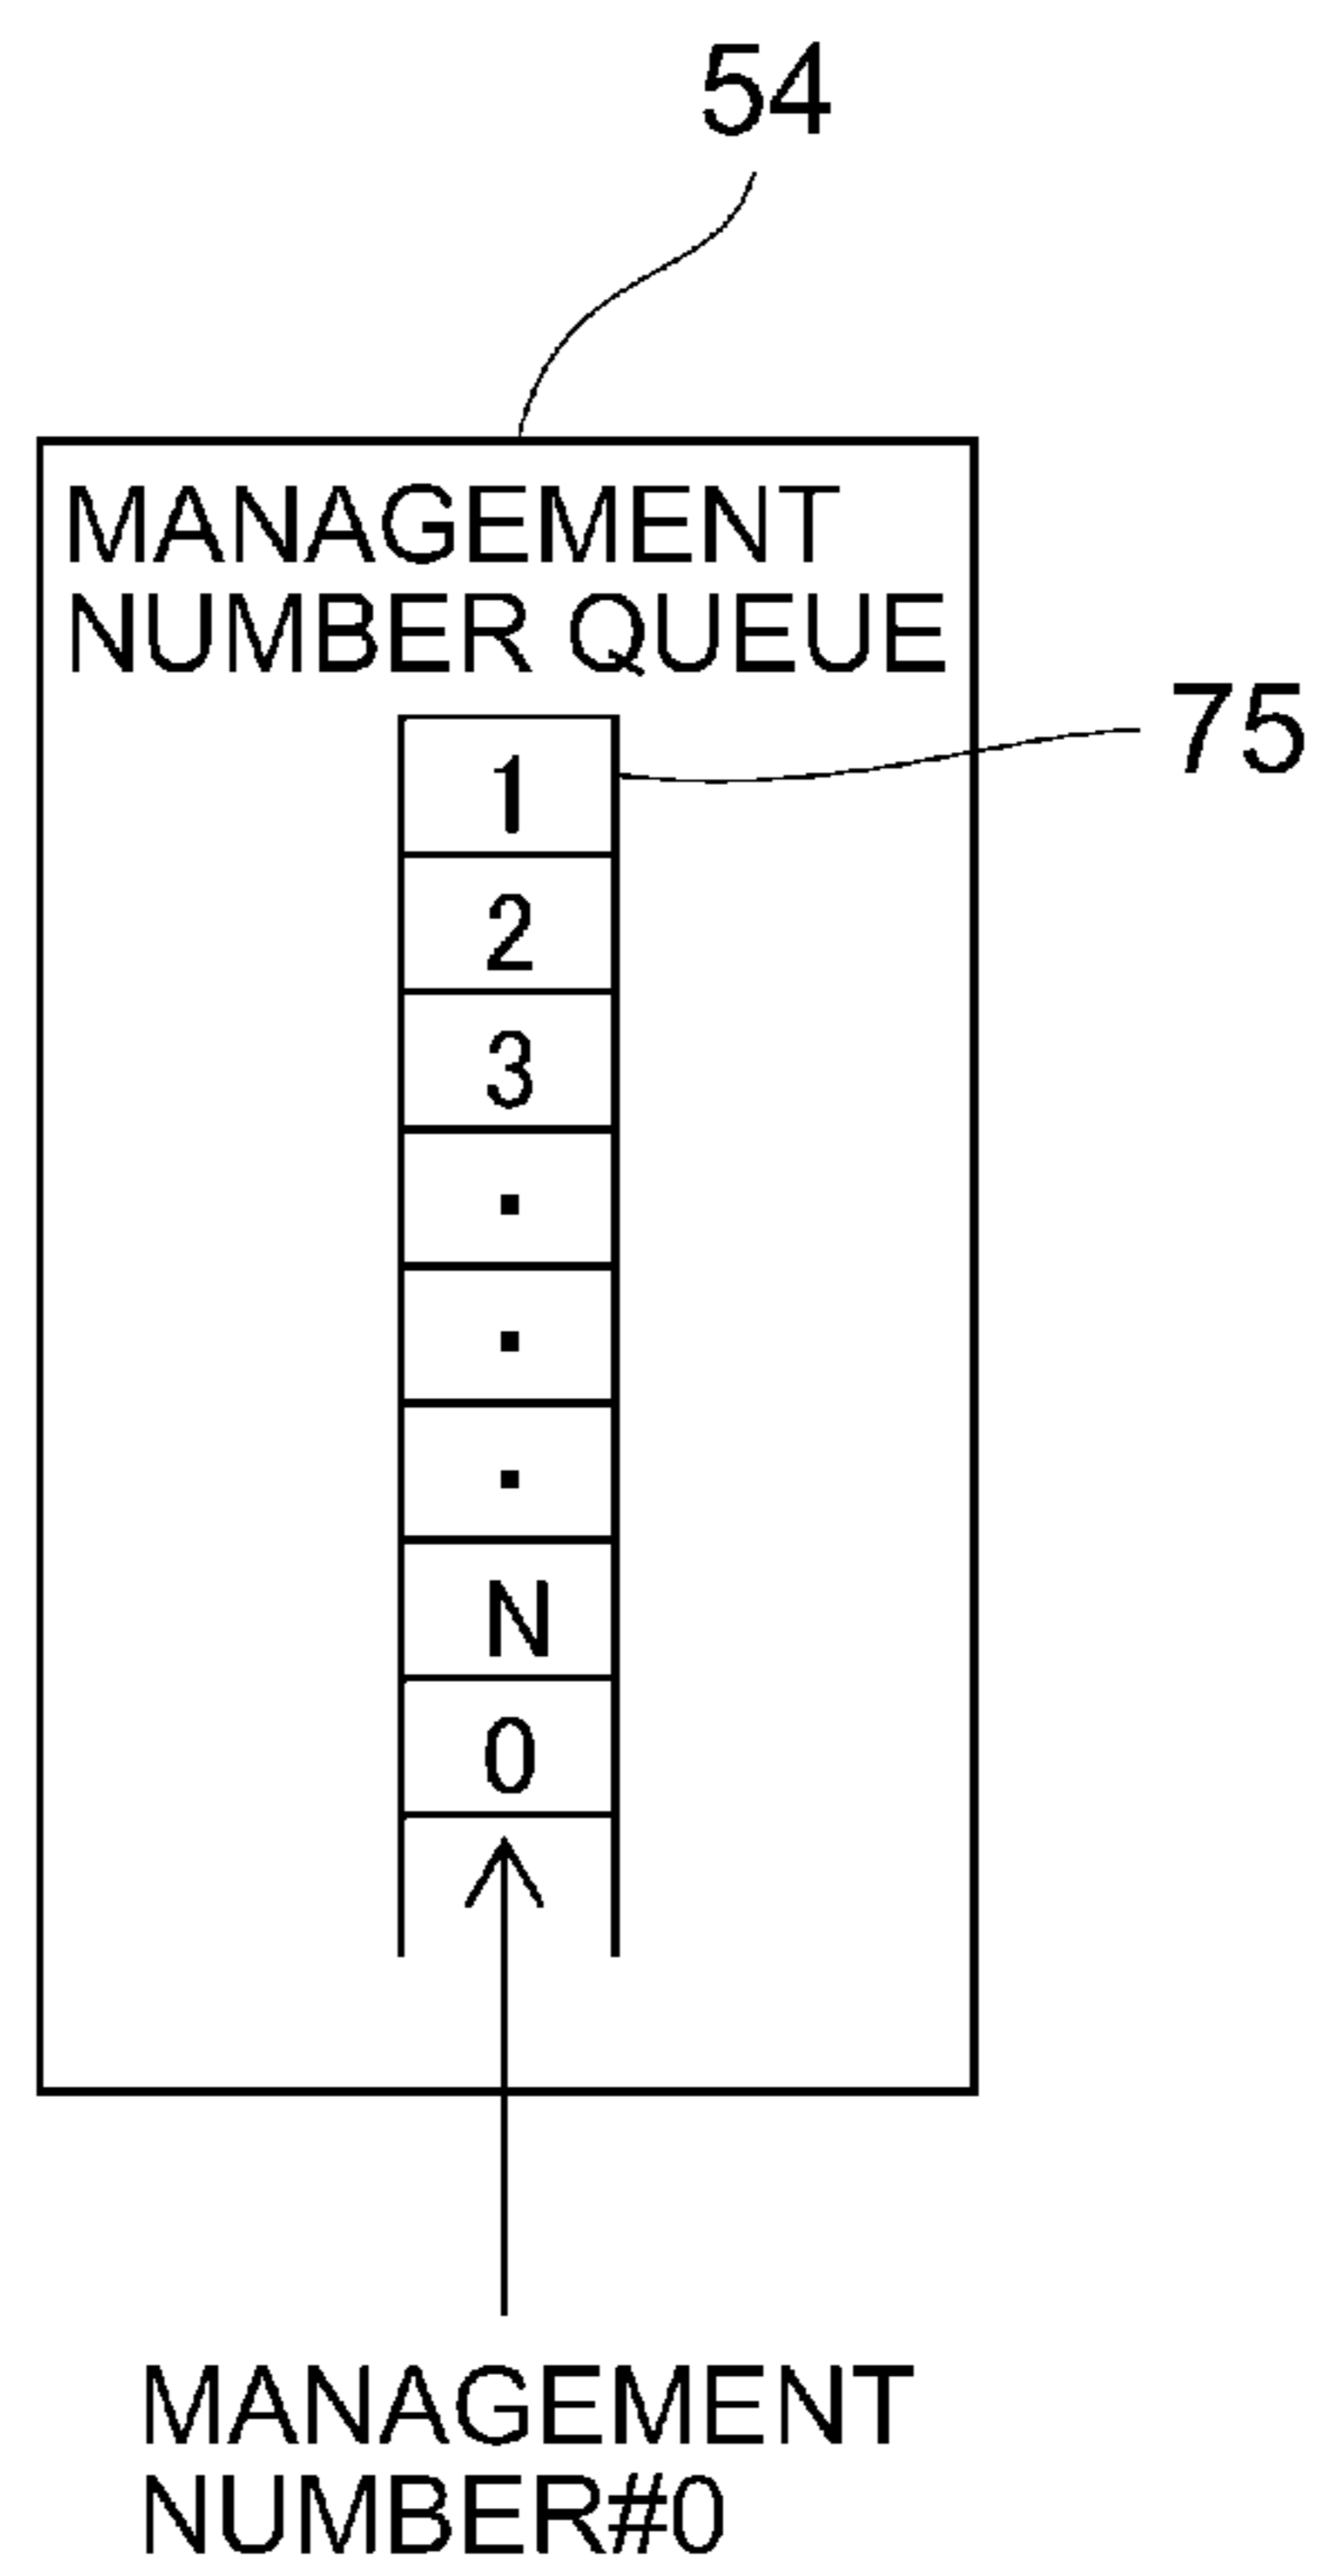 54
MANAGEMENT
NUMBER QUEUE
75
1
2
3
.
.
.
N
0
MANAGEMENT
NUMBER#0